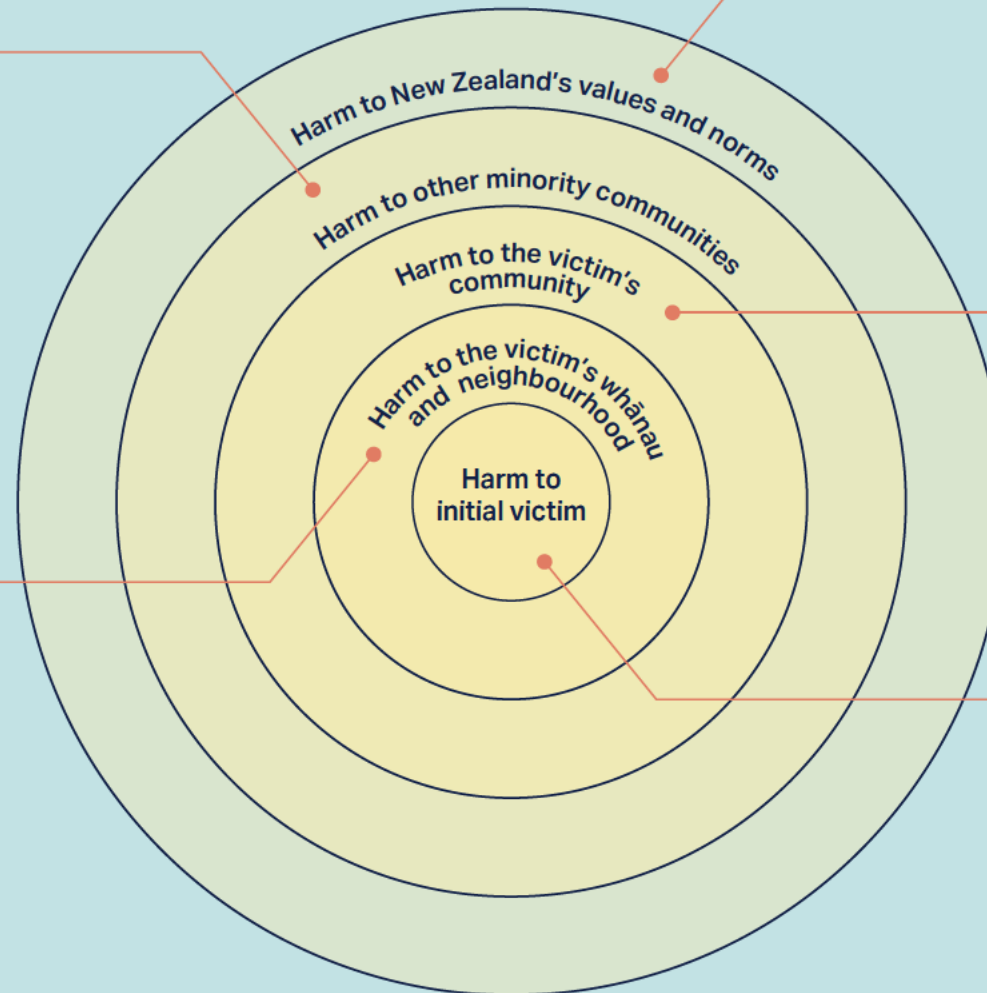 Harm to New Zealand's values and norms
Harm to other minority communities
Harm to the victim's
community
Harm to the victim's whānau
and neighbourhood
Harm to
initial victim